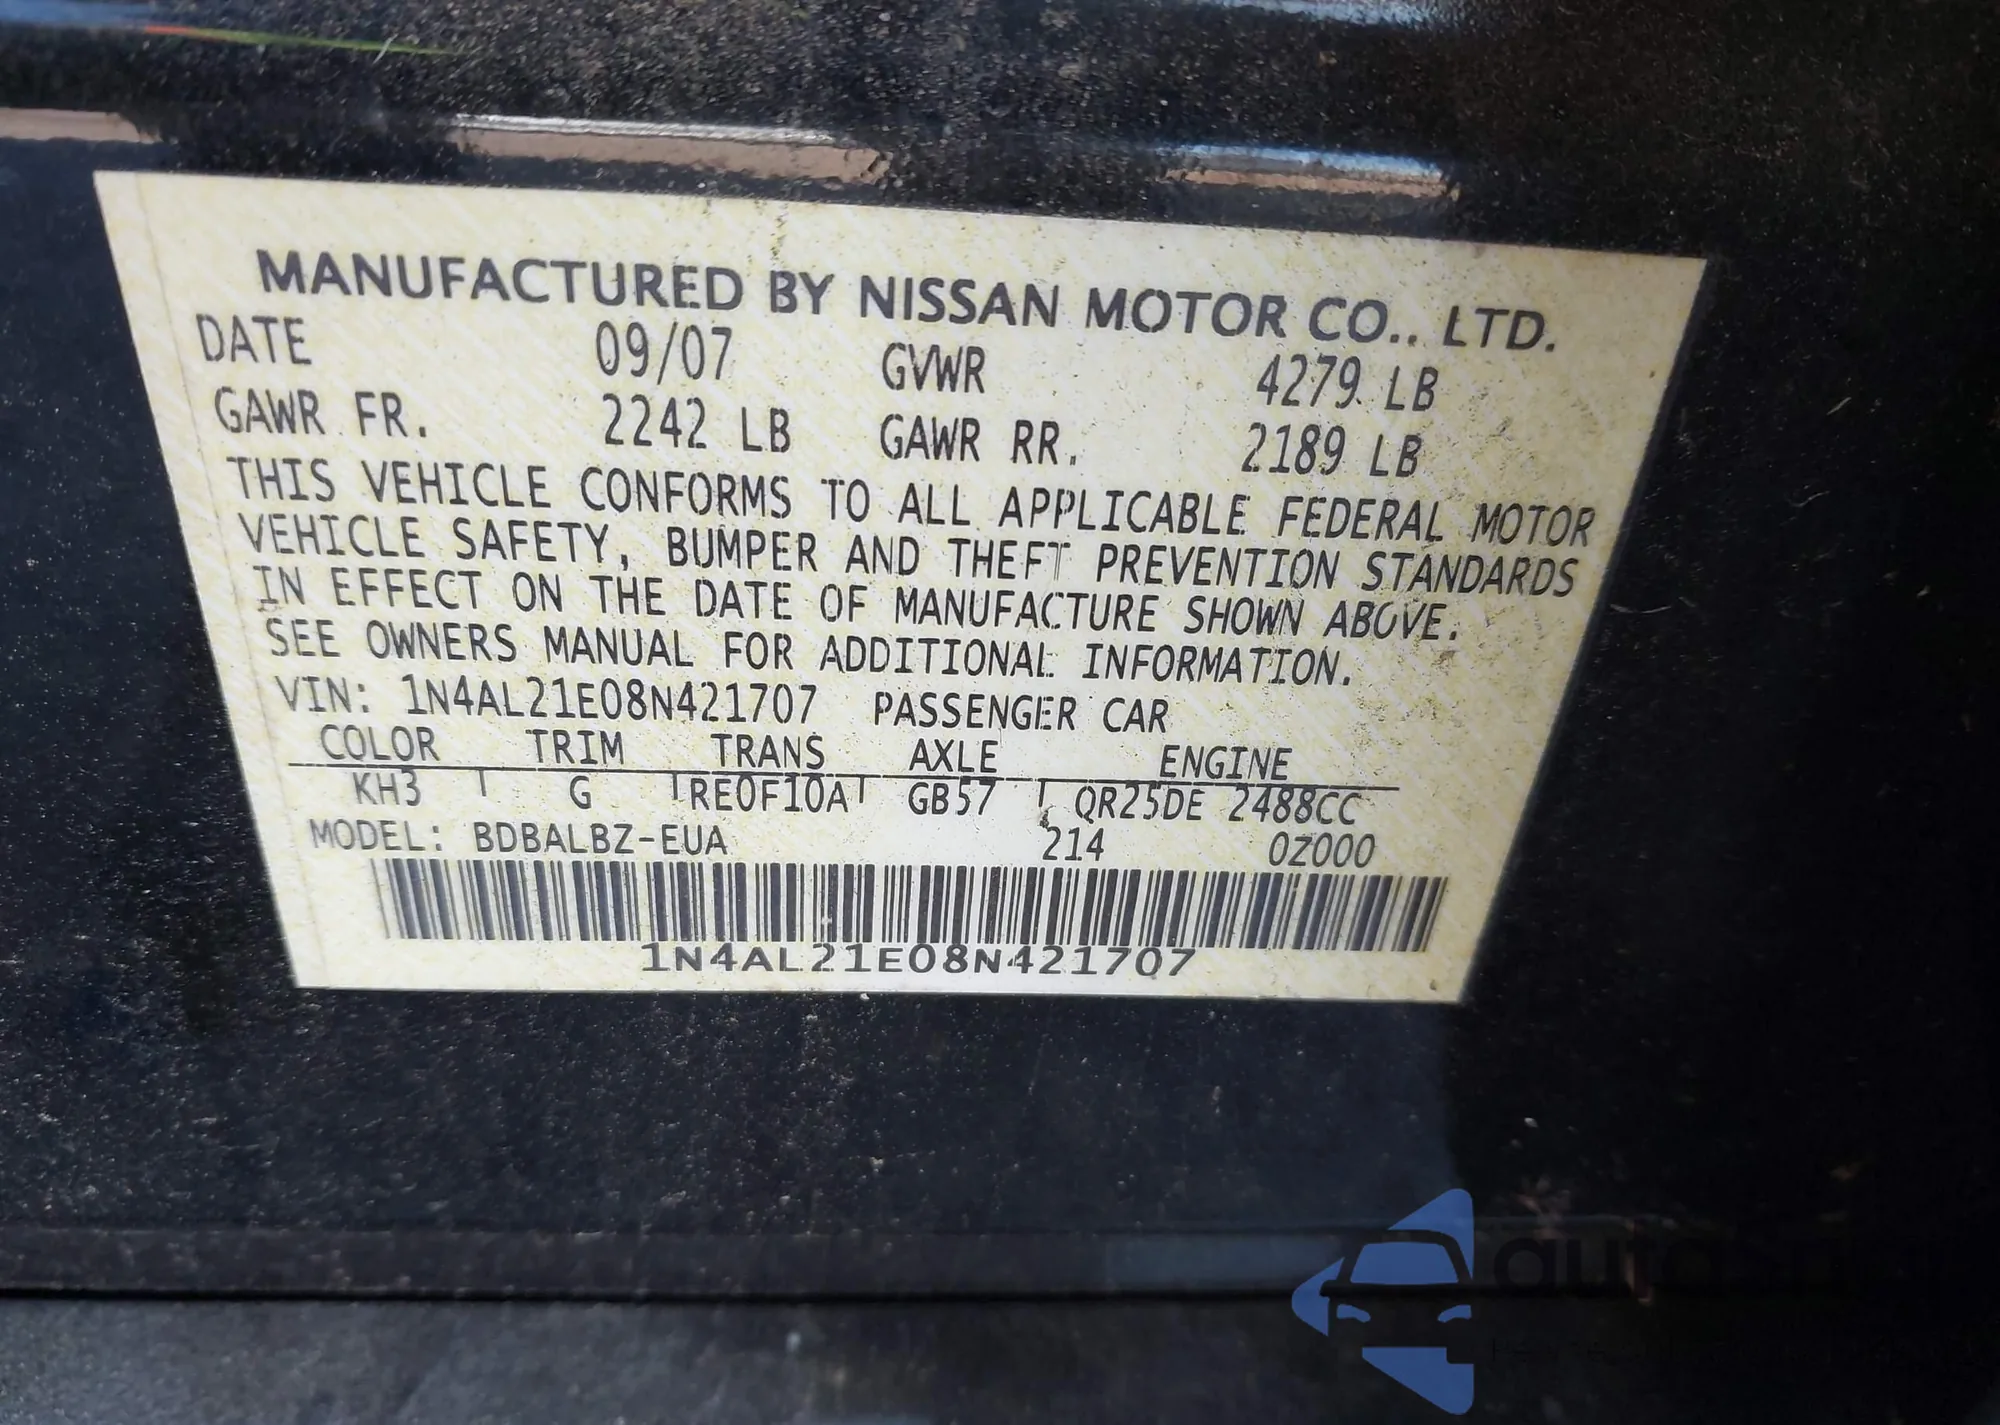 MANUFACTURED BY NISSAN MOTOR CO.. LTD.
DATE 09/07 GVWR 4279 LB
GAWR FR. 2242 LB GAWR RR. 2189 LB
THIS VEHICLE CONFORMS TO ALL APPLICABLE FEDERAL MOTOR
VEHICLE SAFETY, BUMPER AND THEFT PREVENTION STANDARDS
IN EFFECT ON THE DATE OF MANUFACTURE SHOWN ABOVE.
SEE OWNERS MANUAL FOR ADDITIONAL INFORMATION.
VIN: 1N4AL21E08N421707 PASSENGER CAR
COLOR TRIM TRANS AXLE ENGINE
KH3 G RE0F10A GB57 QR25DE 2488CC
MODEL: BDBALBZ-EUA 214 0Z000
1N4AL21E08N421707